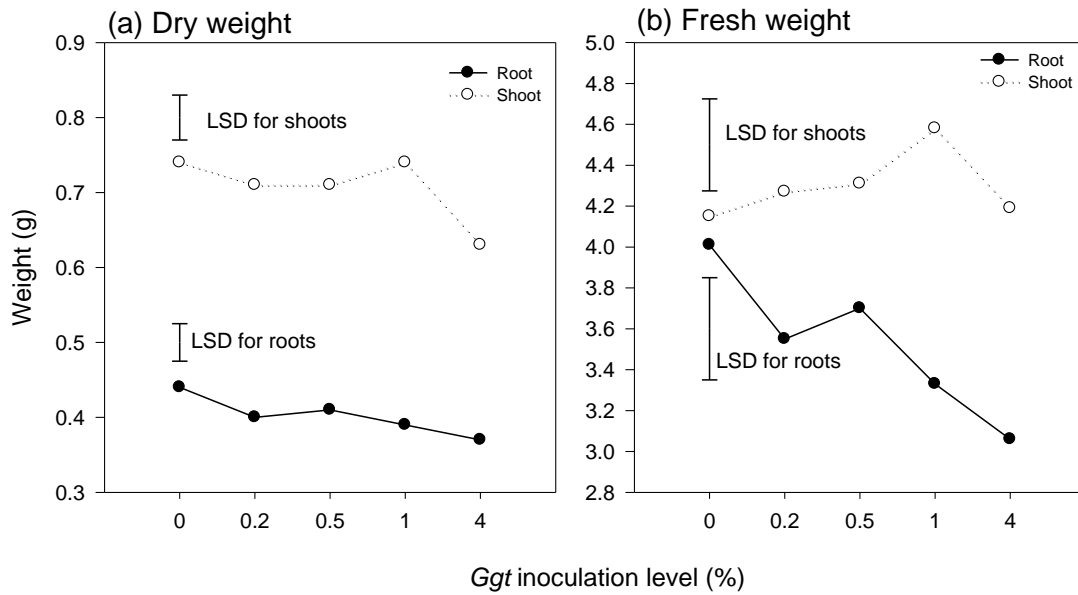 (a) Dry weight
(b) Fresh weight
Weight (g)
0.9
0.8
0.7
0.6
0.5
0.4
0.3
Root
Shoot
LSD for shoots
LSD for roots
0 0.2 0.5 1 4
5.0
4.8
4.6
4.4
4.2
4.0
3.8
3.6
3.4
3.2
3.0
2.8
Root
Shoot
LSD for shoots
LSD for roots
0 0.2 0.5 1 4
Ggt inoculation level (%)